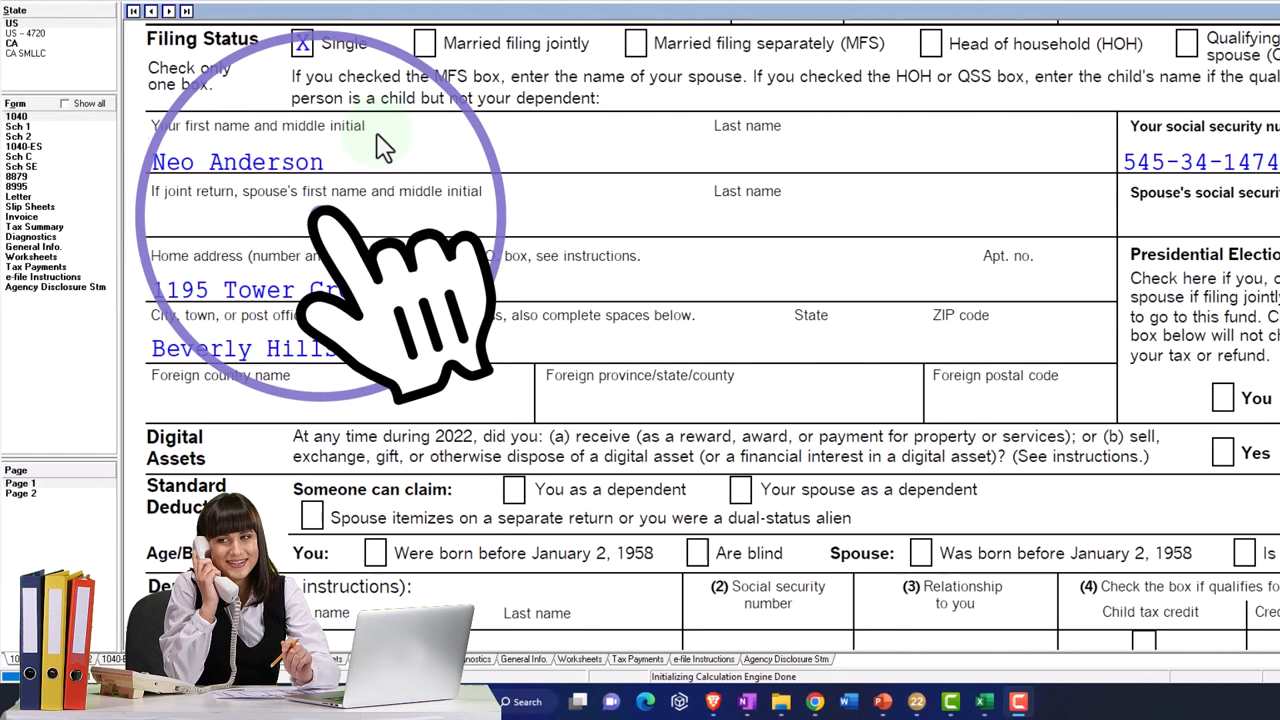 State
US
US -- 4720
CA
CA SMLLC
Form
Show all
1040
Sch 1
Sch 2
1040-ES
Sch C
Sch SE
8879
8995
Letter
Slip Sheets
Invoice
Tax Summary
Diagnostics
General Info.
Worksheets
Tax Payments
e-file Instructions
Agency Disclosure Stm
Page
Page 1
Page 2
Filing Status
Check only
one box.
X Single
Married filing jointly
Married filing separately (MFS)
Head of household (HOH)
Qualifying
spouse
If you checked the MFS box, enter the name of your spouse. If you checked the HOH or QSS box, enter the child's name if the
person is a child but not your dependent:
Your first name and middle initial
Last name
Your social security
Neo Anderson
545-34-1474
If joint return, spouse's first name and middle initial
Last name
Spouse's social
Home address (number
box, see instructions.
Apt. no.
1195 Tower
City, town, or post
also complete spaces below.
State
ZIP code
Beverly Hills
Foreign country name
Foreign province/state/county
Foreign postal code
Presidential
Check here if you, or
spouse if filing
to go to this fund.
box below will not
your tax or refund.
You
Digital
Assets
At any time during 2022, did you: (a) receive (as a reward, award, or payment for property or services); or (b) sell,
exchange, gift, or otherwise dispose of a digital asset (or a financial interest in a digital asset)? (See instructions.)
Yes
Standard
Someone can claim:
You as a dependent
Your spouse as a dependent
Spouse itemizes on a separate return or you were a dual-status alien
You:
Were born before January 2, 1958
Are blind
Spouse:
Was born before January 2, 1958
Is
instructions):
name
Last name
(2) Social security
number
(3) Relationship
to you
(4) Check the box if qualifies
Child tax credit
General Info.
Worksheets
Tax Payments
e-file Instructions
Agency Disclosure Stm
Initializing Calculation Engine Done
Search
22